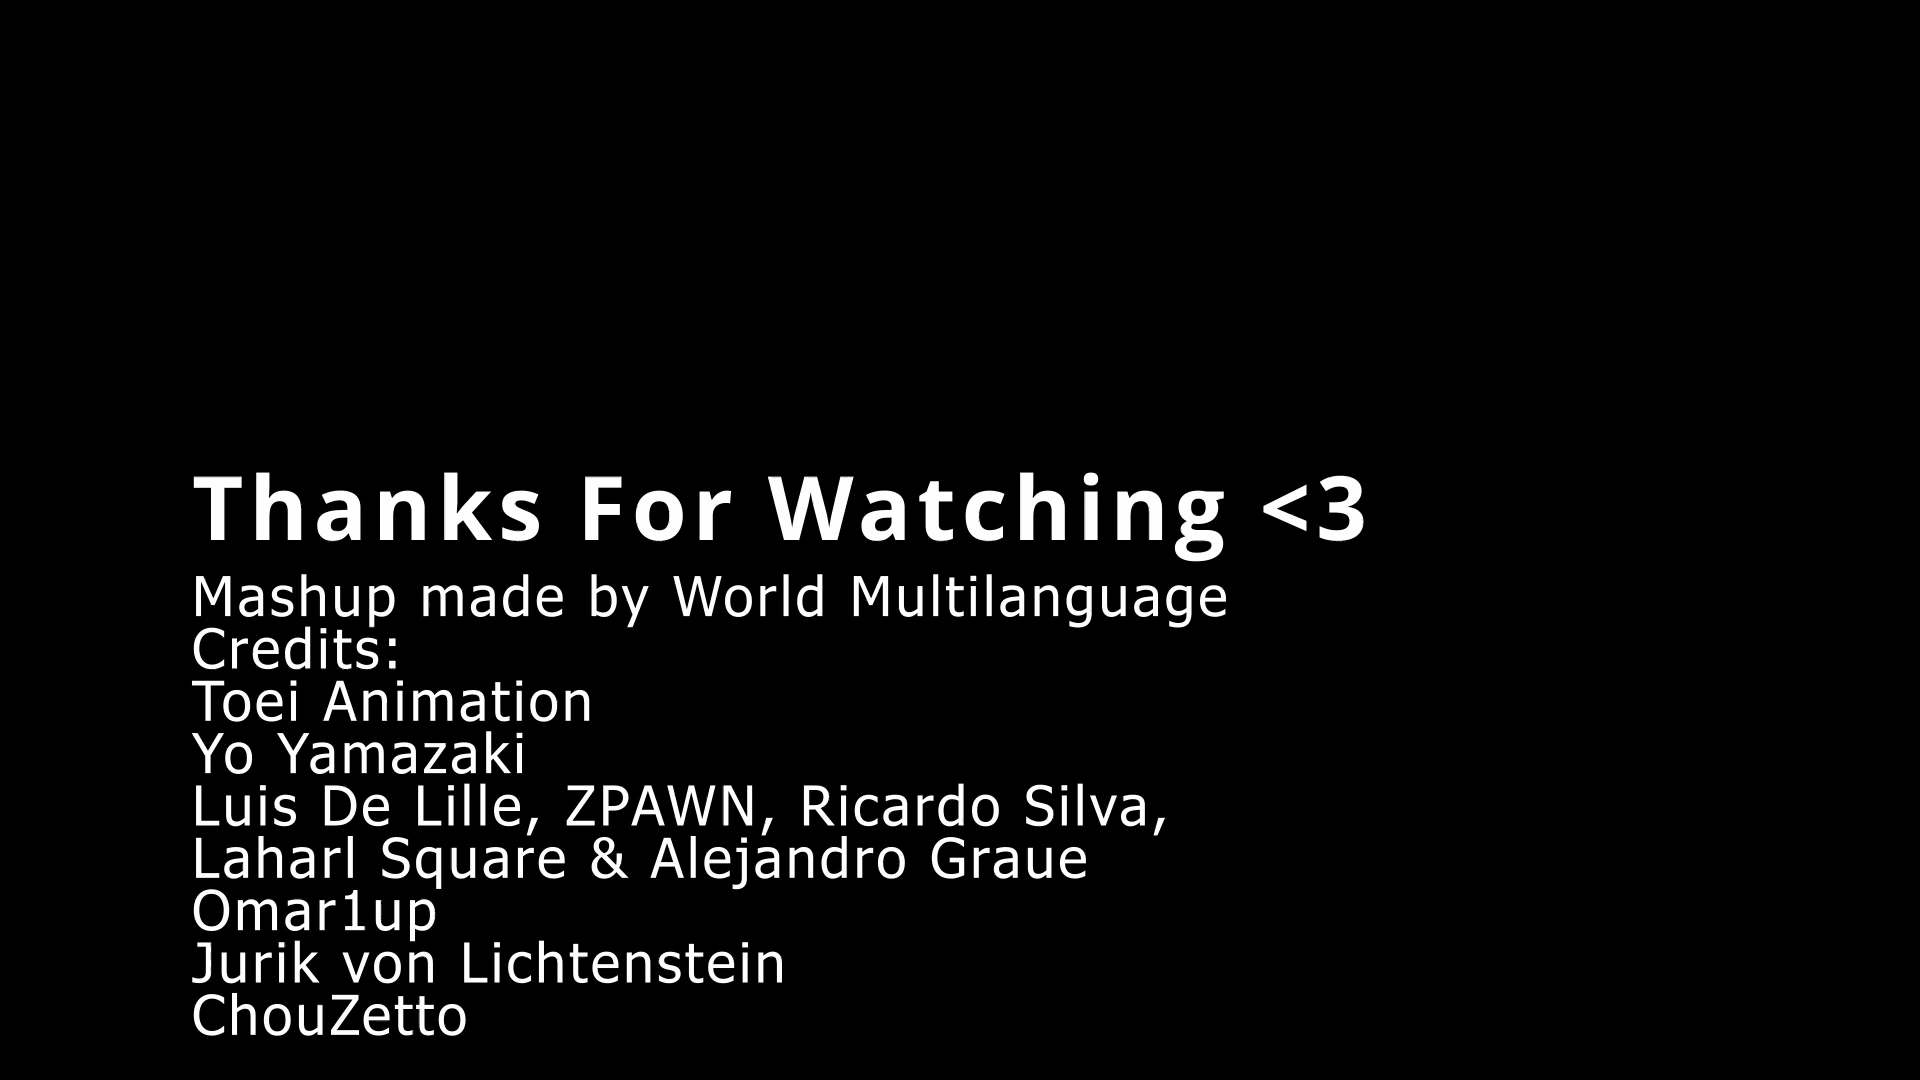 Thanks For Watching <3
Mashup made by World Multilanguage
Credits:
Toei Animation
Yo Yamazaki
Luis De Lille, ZPAWN, Ricardo Silva,
Laharl Square & Alejandro Graue
Omar1up
Jurik von Lichtenstein
ChouZetto